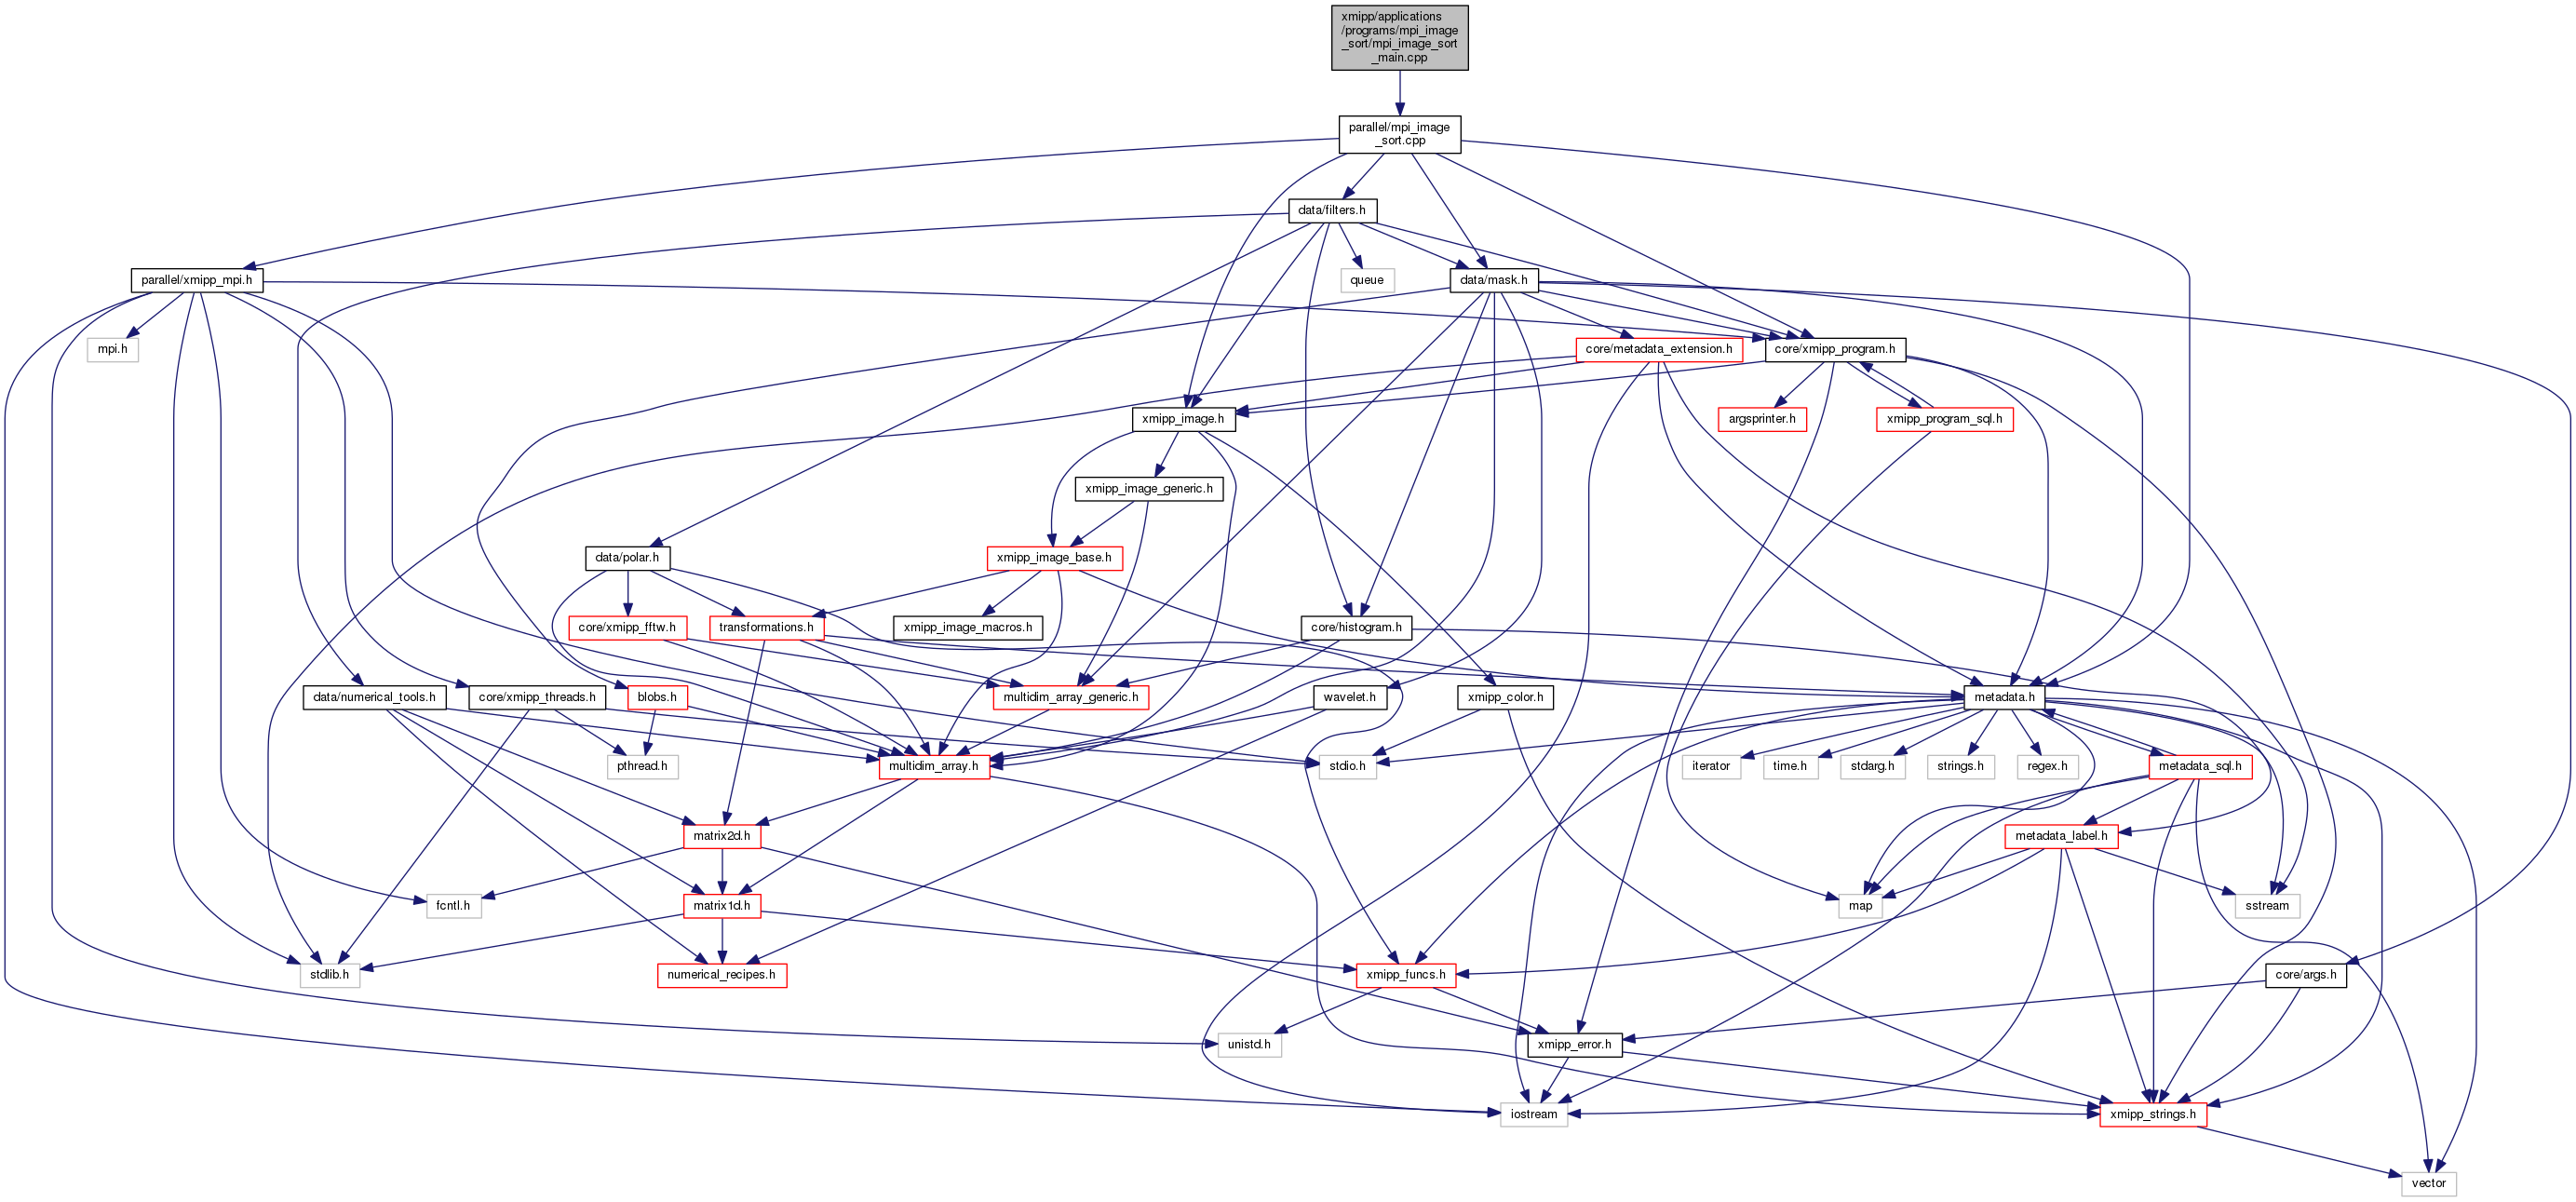 xmipp/applications
/programs/mpi_image
_sort/mpi_image_sort
_main.cpp
parallel/mpi_image
_sort.cpp
data/filters.h
parallel/xmipp_mpi.h
queue
data/mask.h
mpi.h
core/metadata_extension.h
core/xmipp_program.h
xmipp_image.h
argsprinter.h
xmipp_program_sql.h
xmipp_image_generic.h
data/polar.h
xmipp_image_base.h
core/xmipp_fftw.h
transformations.h
xmipp_image_macros.h
core/histogram.h
data/numerical_tools.h
core/xmipp_threads.h
blobs.h
multidim_array_generic.h
wavelet.h
xmipp_color.h
metadata.h
pthread.h
multidim_array.h
stdio.h
iterator
time.h
stdarg.h
strings.h
regex.h
metadata_sql.h
matrix2d.h
metadata_label.h
fcntl.h
matrix1d.h
map
sstream
stdlib.h
numerical_recipes.h
xmipp_funcs.h
core/args.h
unistd.h
xmipp_error.h
iostream
xmipp_strings.h
vector